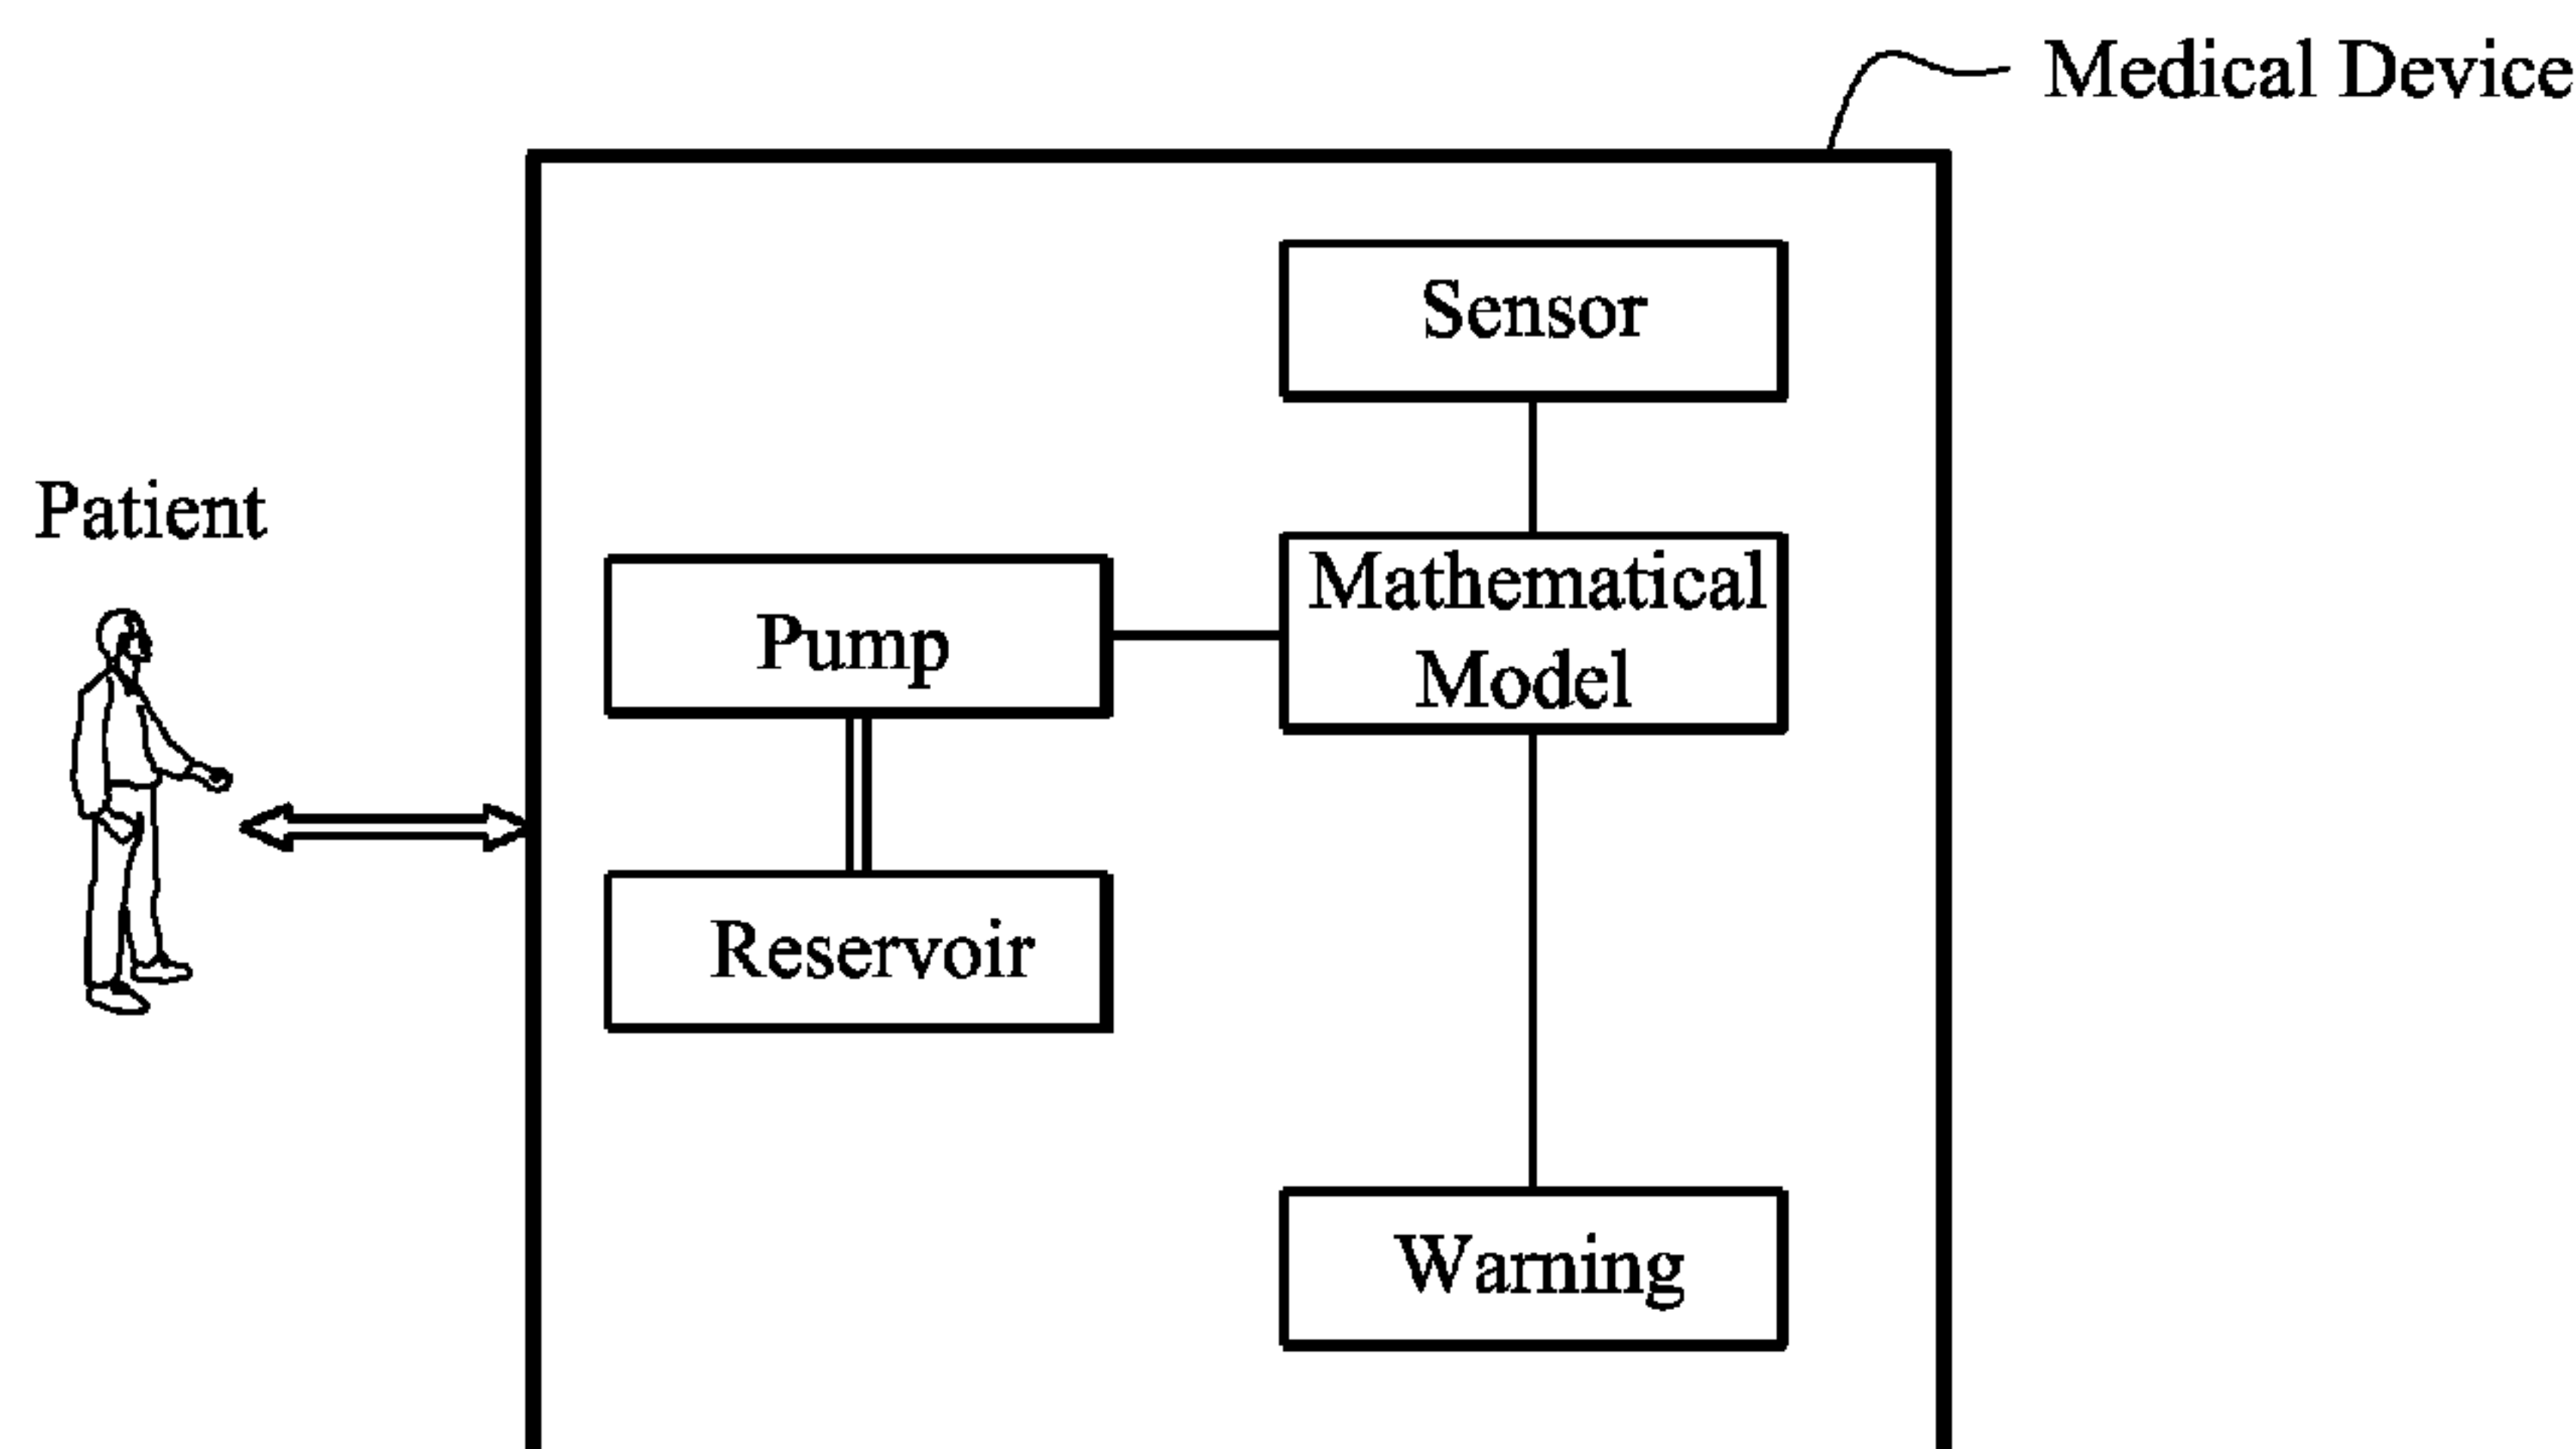 Medical Device
Sensor
Patient
Mathematical
Model
Pump
Reservoir
Warning